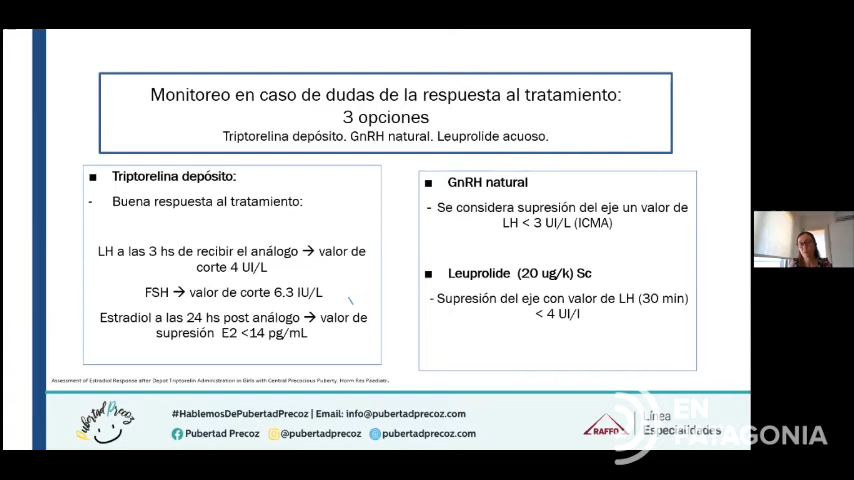 Monitoreo en caso de dudas de la respuesta al tratamiento:
3 opciones
Triptorelina depósito. GnRH natural. Leuprolide acuoso.
■ Triptorelina depósito:
- Buena respuesta al tratamiento:
LH a las 3 hs de recibir el análogo → valor de
corte 4 UI/L
FSH → valor de corte 6.3 IU/L
Estradiol a las 24 hs post análogo → valor de
supresión E2 <14 pg/mL
■ GnRH natural
- Se considera supresión del eje un valor de
LH < 3 UI/L (ICMA)
■ Leuprolide (20 ug/k) Sc
- Supresión del eje con valor de LH (30 min)
< 4 UI/l
Assessment of Estradiol Response after Depot Triptorelin Administration in Girls with Central Precocious Puberty. Horm Res Paediatr.
Pubertad Precoz
#HablemosDePubertadPrecoz | Email: info@pubertadprecoz.com
Pubertad Precoz @pubertadprecoz pubertadprecoz.com
RAFFO
Línea
Especialidades
EN
PATAGONIA